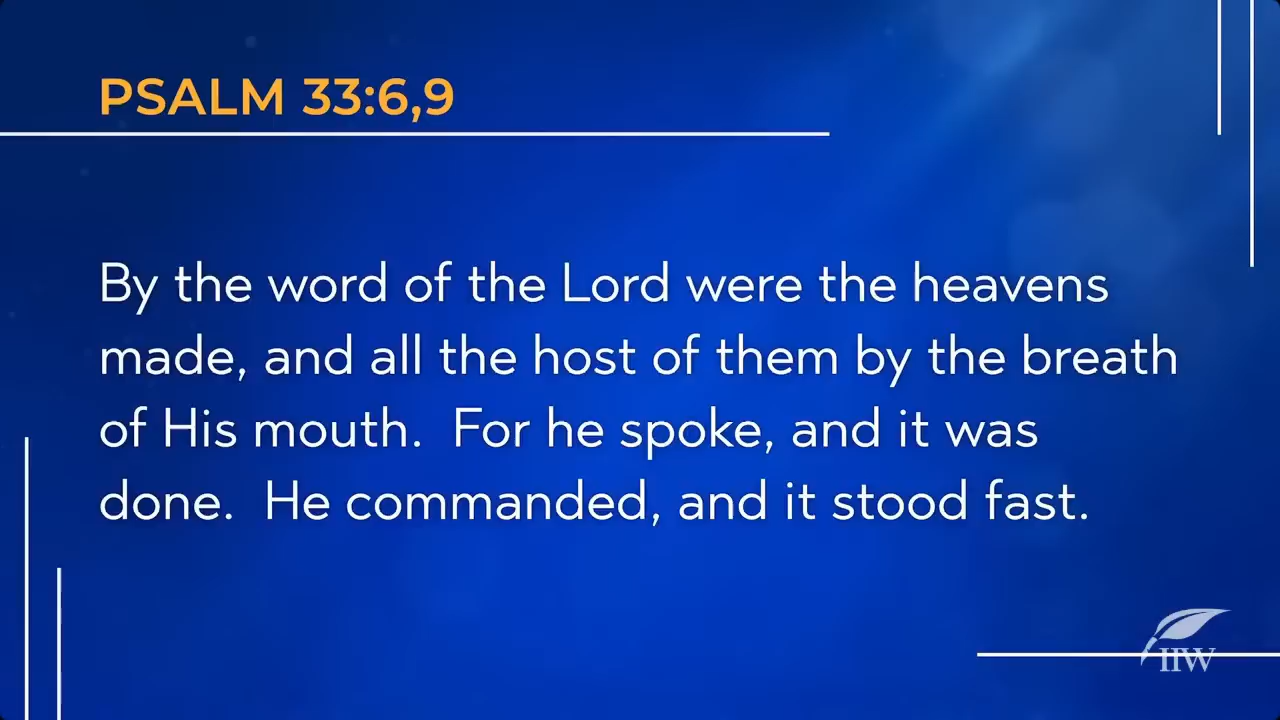 PSALM 33:6,9
By the word of the Lord were the heavens
made, and all the host of them by the breath
of His mouth.  For he spoke, and it was
done.  He commanded, and it stood fast.
IIW